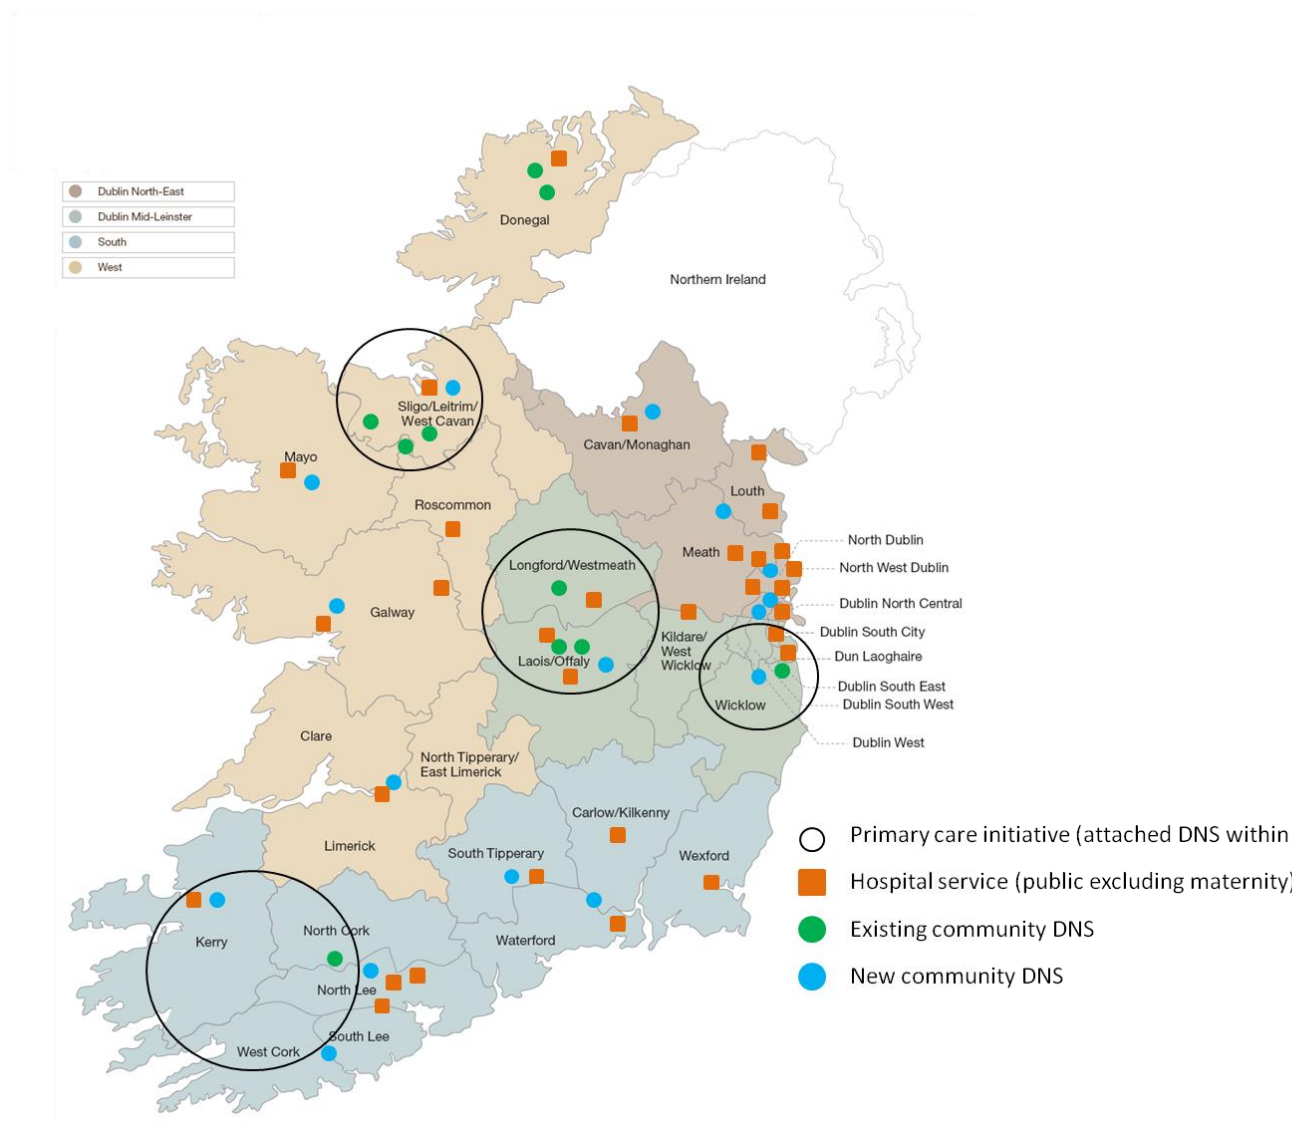 Dublin North-East
Dublin Mid-Leinster
South
West
Donegal
Northern Ireland
Sligo/Leitrim/
West Cavan
Cavan/Monaghan
Mayo
Louth
Roscommon
Meath
North Dublin
Longford/Westmeath
North West Dublin
Galway
Dublin North Central
Kildare/
West
Wicklow
Dublin South City
Laois/Offaly
Dun Laoghaire
Dublin South East
Wicklow
Dublin South West
Clare
Dublin West
North Tipperary/
East Limerick
Carlow/Kilkenny
Limerick
South Tipperary
Wexford
Primary care initiative (attached DNS within
Hospital service (public excluding maternity)
Existing community DNS
New community DNS
North Cork
Kerry
Waterford
North Lee
South Lee
West Cork